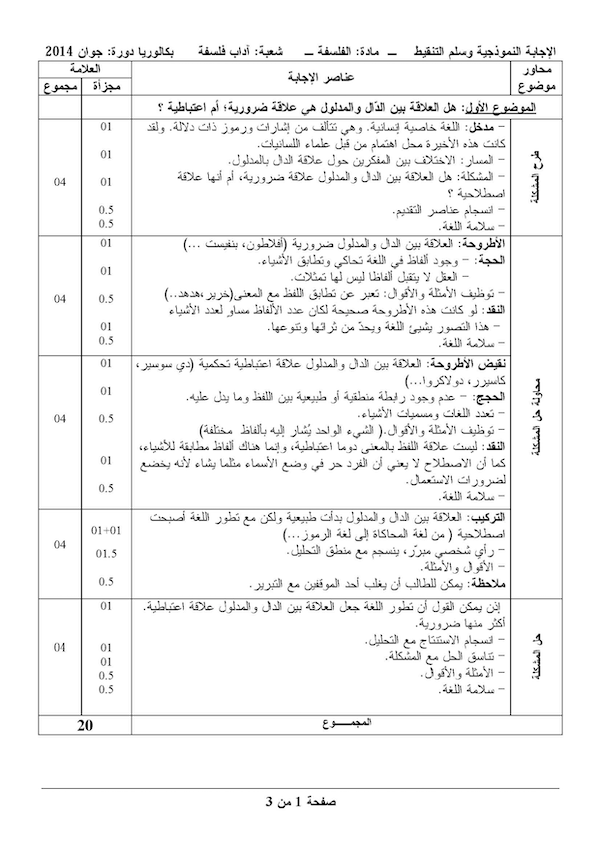 الإجابة النموذجية وسلم التنقيط ــ مادة: الفلسفة ــ شعبة: آداب فلسفة بكالوريا دورة: جوان 2014
محاور الموضوع
عناصر الإجابة
العلامة
مجزأة
مجموع
الموضوع الأول: هل العلاقة بين الدّال والمدلول هي علاقة ضرورية؛ أم اعتباطية ؟
طرح المشكلة
– مدخل: اللغة خاصية إنسانية. وهي تتألف من إشارات ورموز ذات دلالة. ولقد
كانت هذه الأخيرة محل اهتمام من قبل علماء اللسانيات.
– المسار: الاختلاف بين المفكرين حول علاقة الدال بالمدلول.
– المشكلة: هل العلاقة بين الدال والمدلول علاقة ضرورية، أم أنها علاقة
اصطلاحية ؟
– انسجام عناصر التقديم.
– سلامة اللغة.
01
01
01
0.5
0.5
04
محاولة حل المشكلة
الأطروحة: العلاقة بين الدال والمدلول ضرورية (أفلاطون، بنفيست ...)
الحجة: – وجود ألفاظ في اللغة تحاكي وتطابق الأشياء.
– العقل لا يتقبل ألفاظا ليس لها تمثلات.
– توظيف الأمثلة والأقوال: تعبر عن تطابق اللفظ مع المعنى(خرير،هدهد..)
النقد: لو كانت هذه الأطروحة صحيحة لكان عدد الألفاظ مساو لعدد الأشياء
– هذا التصور يشيئ اللغة ويحدّ من ثرائها وتنوعها.
– سلامة اللغة.
01
01
0.5
01
0.5
04
نقيض الأطروحة: العلاقة بين الدال والمدلول علاقة اعتباطية تحكمية (دي سوسير،
كاسيرر، دولاكروا...)
الحجج: – عدم وجود رابطة منطقية أو طبيعية بين اللفظ وما يدل عليه.
– تعدد اللغات ومسميات الأشياء.
– توظيف الأمثلة والأقوال.( الشيء الواحد يُشار إليه بألفاظ مختلفة)
النقد: ليست علاقة اللفظ بالمعنى دوما اعتباطية، وإنما هناك ألفاظ مطابقة للأشياء،
كما أن الاصطلاح لا يعني أن الفرد حر في وضع الأسماء مثلما يشاء لأنه يخضع
لضرورات الاستعمال.
– سلامة اللغة.
01
01
0.5
01
0.5
04
التركيب: العلاقة بين الدال والمدلول بدأت طبيعية ولكن مع تطور اللغة أصبحت
اصطلاحية ( من لغة المحاكاة إلى لغة الرموز...)
– رأي شخصي مبرّر، ينسجم مع منطق التحليل.
– الأقوال والأمثلة.
ملاحظة: يمكن للطالب أن يغلب أحد الموقفين مع التبرير.
01+01
01.5
0.5
04
حل المشكلة
إذن يمكن القول أن تطور اللغة جعل العلاقة بين الدال والمدلول علاقة اعتباطية.
أكثر منها ضرورية.
– انسجام الاستنتاج مع التحليل.
– تناسق الحل مع المشكلة.
– الأمثلة والأقوال.
– سلامة اللغة.
01
01
01
0.5
0.5
04
المجمـــــوع
20
صفحة 1 من 3